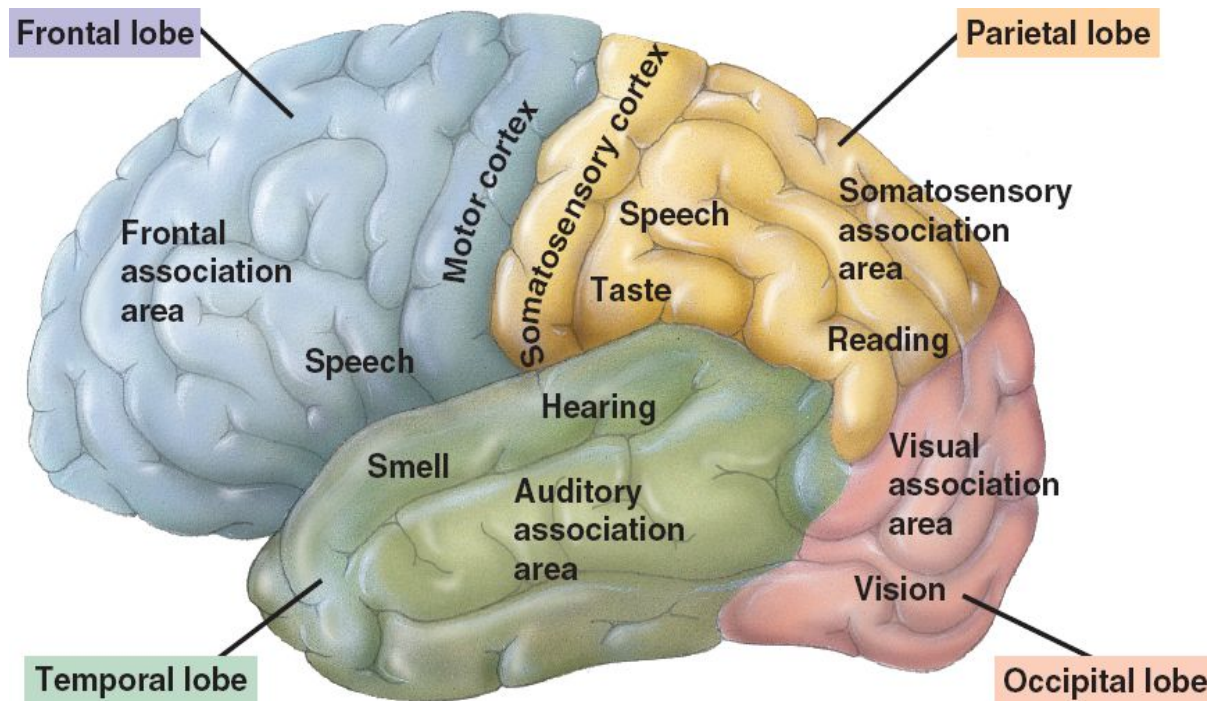 Frontal lobe
Parietal lobe
Motor cortex
Somatosensory cortex
Frontal
association
area
Speech
Speech
Taste
Somatosensory
association
area
Reading
Hearing
Smell
Auditory
association
area
Visual
association
area
Vision
Temporal lobe
Occipital lobe